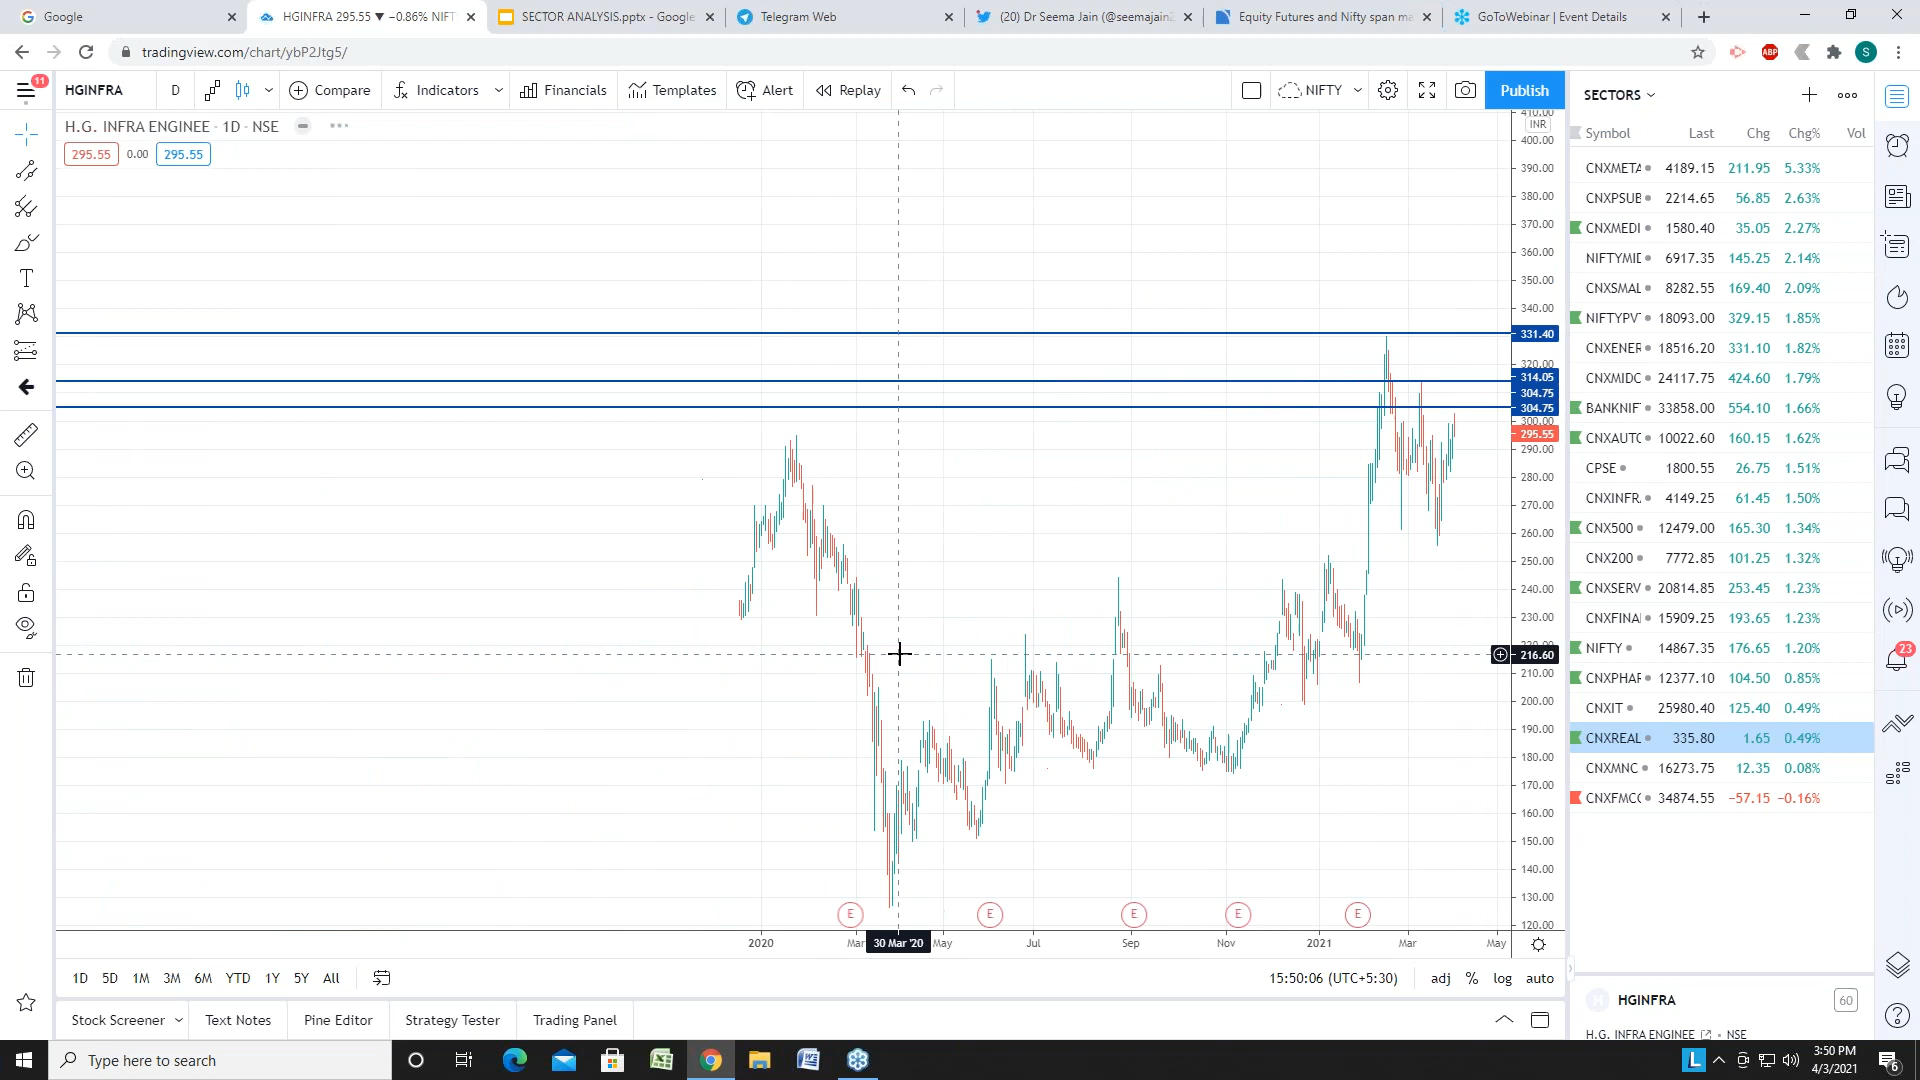 Google
HGINFRA 295.55 ▼ −0.86% NIFT
SECTOR ANALYSIS.pptx - Google
Telegram Web
(20) Dr Seema Jain (@seemajain
Equity Futures and Nifty span ma
GoToWebinar | Event Details
tradingview.com/chart/ybP2Jtg5/
ABP
S
11
HGINFRA
D
Compare
Indicators
Financials
Templates
Alert
Replay
NIFTY
Publish
H.G. INFRA ENGINEE · 1D · NSE
295.55 0.00 295.55
410.00
INR
400.00
390.00
380.00
370.00
360.00
350.00
340.00
331.40
320.00
314.05
304.75
304.75
300.00
295.55
290.00
280.00
270.00
260.00
250.00
240.00
230.00
220.00
216.60
210.00
200.00
190.00
180.00
170.00
160.00
150.00
140.00
130.00
120.00
E E E E E
2020 Mar 30 Mar '20 May Jul Sep Nov 2021 Mar May
1D 5D 1M 3M 6M YTD 1Y 5Y All
15:50:06 (UTC+5:30) adj % log auto
Stock Screener Text Notes Pine Editor Strategy Tester Trading Panel
SECTORS
Symbol Last Chg Chg% Vol
CNXMETA 4189.15 211.95 5.33%
CNXPSUB 2214.65 56.85 2.63%
CNXMEDI 1580.40 35.05 2.27%
NIFTYMID 6917.35 145.25 2.14%
CNXSMAL 8282.55 169.40 2.09%
NIFTYPV 18093.00 329.15 1.85%
CNXENER 18516.20 331.10 1.82%
CNXMIDC 24117.75 424.60 1.79%
BANKNIF 33858.00 554.10 1.66%
CNXAUTO 10022.60 160.15 1.62%
CPSE 1800.55 26.75 1.51%
CNXINFR 4149.25 61.45 1.50%
CNX500 12479.00 165.30 1.34%
CNX200 7772.85 101.25 1.32%
CNXSERV 20814.85 253.45 1.23%
CNXFINA 15909.25 193.65 1.23%
NIFTY 14867.35 176.65 1.20%
CNXPHAR 12377.10 104.50 0.85%
CNXIT 25980.40 125.40 0.49%
CNXREAL 335.80 1.65 0.49%
CNXMNC 16273.75 12.35 0.08%
CNXFMCG 34874.55 −57.15 −0.16%
HGINFRA 60
H.G. INFRA ENGINEE · NSE
23
Type here to search
L
3:50 PM
4/3/2021
6